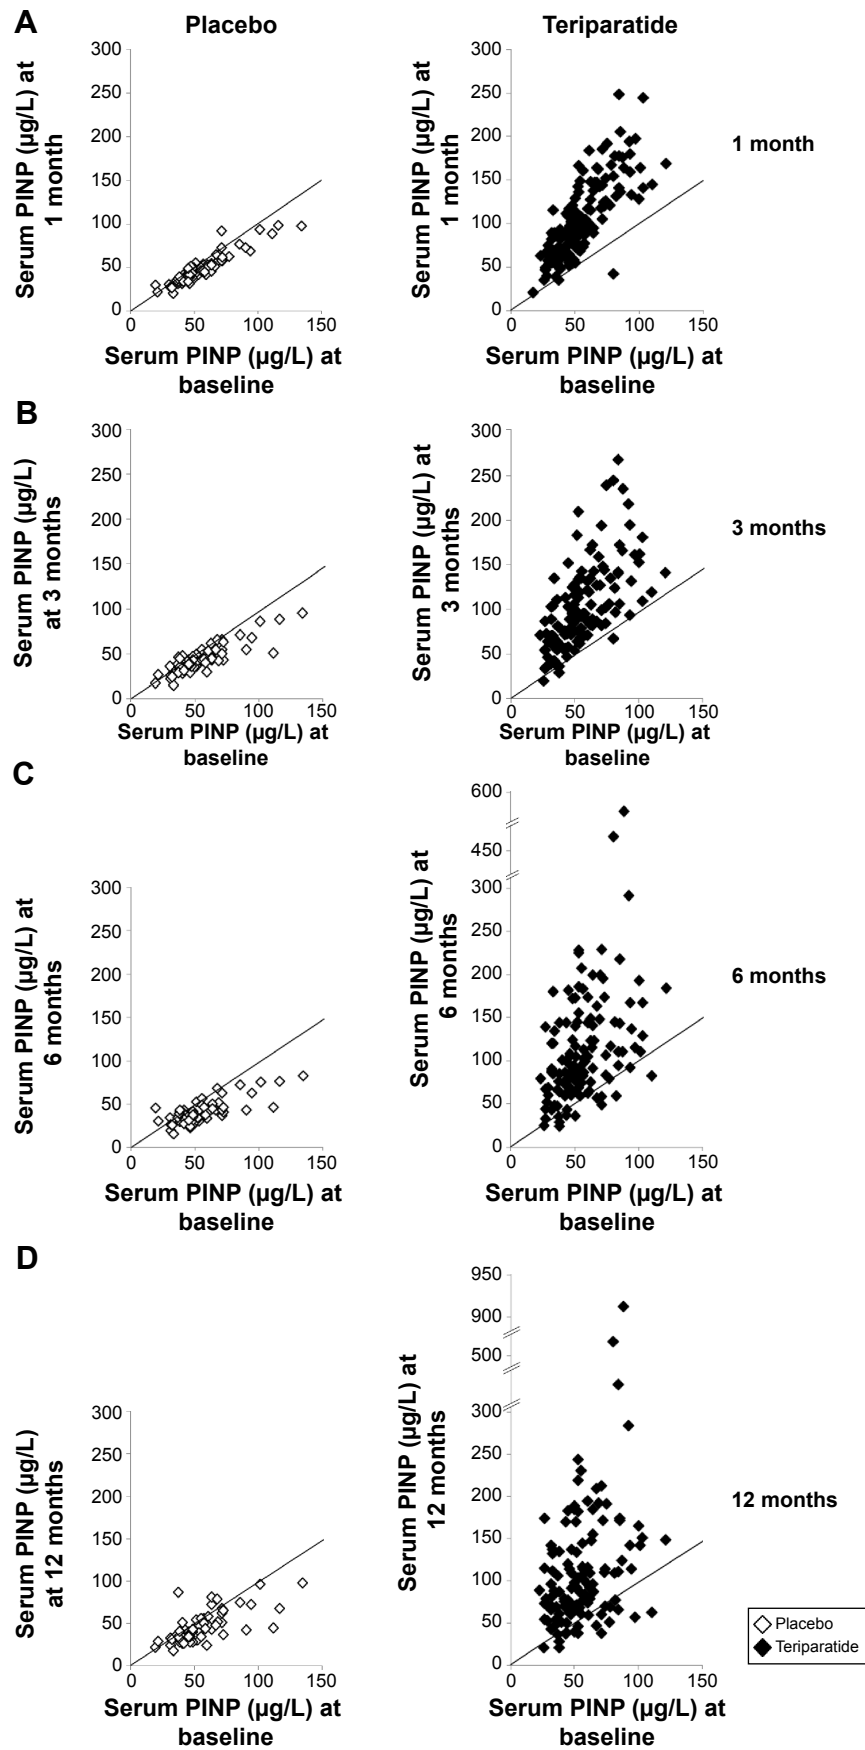 A
Placebo
Teriparatide
Serum PINP (µg/L) at
1 month
300
250
200
150
100
50
0
0
50
100
150
Serum PINP (µg/L) at
baseline
Serum PINP (µg/L) at
1 month
300
250
200
150
100
50
0
0
50
100
150
Serum PINP (µg/L) at
baseline
1 month
B
Serum PINP (µg/L)
at 3 months
300
250
200
150
100
50
0
0
50
100
150
Serum PINP (µg/L) at
baseline
Serum PINP (µg/L) at
3 months
300
250
200
150
100
50
0
0
50
100
150
Serum PINP (µg/L) at
baseline
3 months
C
Serum PINP (µg/L) at
6 months
300
250
200
150
100
50
0
0
50
100
150
Serum PINP (µg/L) at
baseline
Serum PINP (µg/L) at
6 months
600
450
300
250
200
150
100
50
0
0
50
100
150
Serum PINP (µg/L) at
baseline
6 months
D
Serum PINP (µg/L)
at 12 months
300
250
200
150
100
50
0
0
50
100
150
Serum PINP (µg/L) at
baseline
Serum PINP (µg/L) at
12 months
950
900
500
300
250
200
150
100
50
0
0
50
100
150
Serum PINP (µg/L) at
baseline
12 months
Placebo
Teriparatide